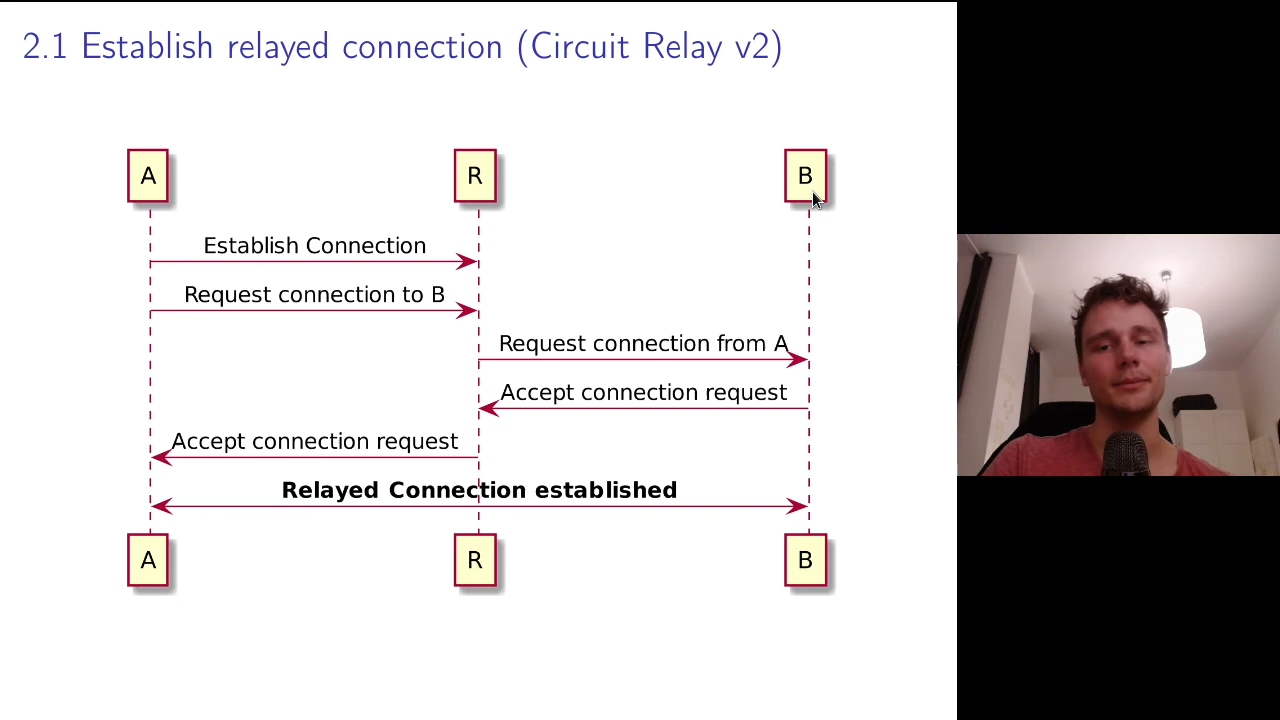 2.1 Establish relayed connection (Circuit Relay v2)
A
R
B
Establish Connection
Request connection to B
Request connection from A
Accept connection request
Accept connection request
Relayed Connection established
A
R
B